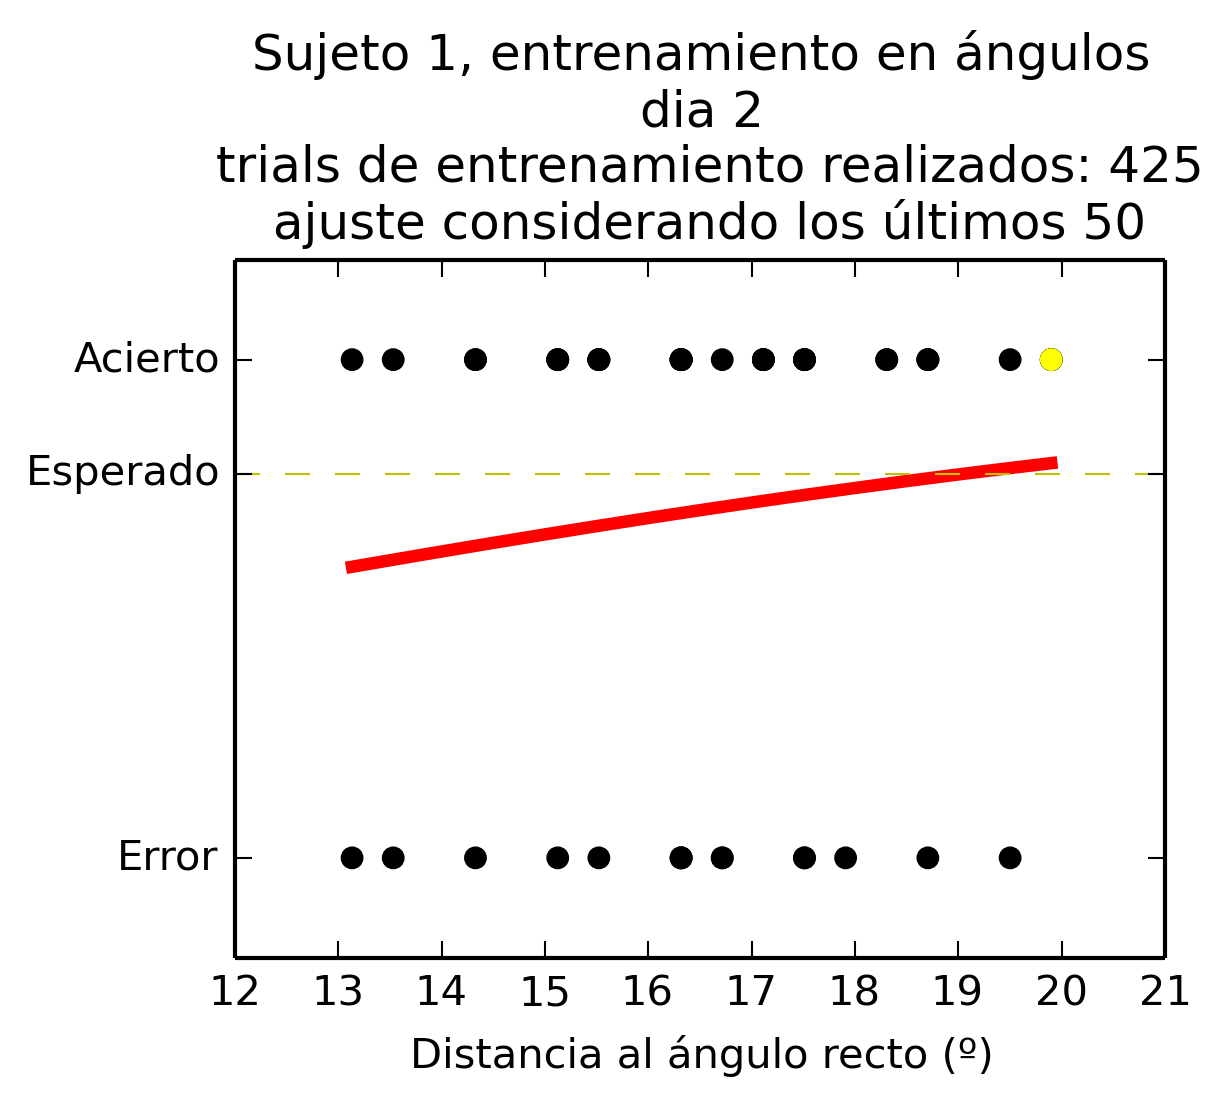 Sujeto 1, entrenamiento en ángulos
dia 2
trials de entrenamiento realizados: 425
ajuste considerando los últimos 50
Acierto
Esperado
Error
12 13 14 15 16 17 18 19 20 21
Distancia al ángulo recto (º)